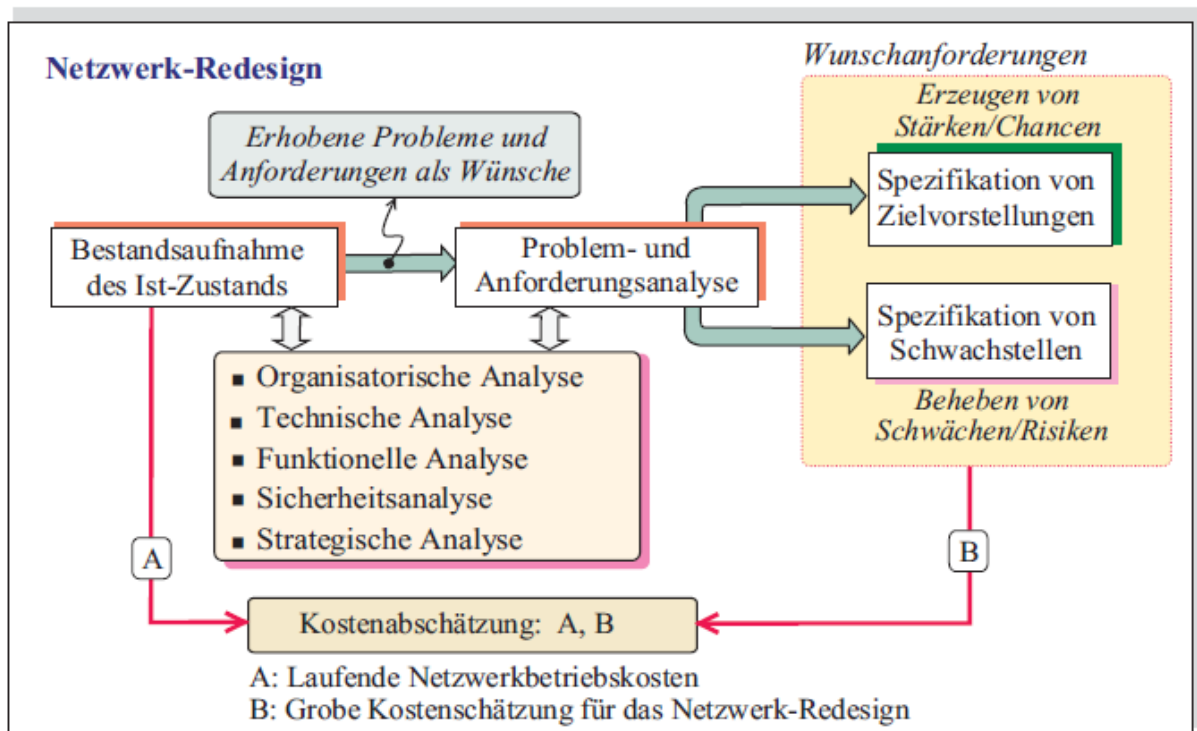 Netzwerk-Redesign
Wunschanforderungen
Erhobene Probleme und
Anforderungen als Wünsche
Erzeugen von
Stärken/Chancen
Spezifikation von
Zielvorstellungen
Bestandsaufnahme
des Ist-Zustands
Problem- und
Anforderungsanalyse
Spezifikation von
Schwachstellen
Beheben von
Schwächen/Risiken
▪ Organisatorische Analyse
▪ Technische Analyse
▪ Funktionelle Analyse
▪ Sicherheitsanalyse
▪ Strategische Analyse
A
B
Kostenabschätzung: A, B
A: Laufende Netzwerkbetriebskosten
B: Grobe Kostenschätzung für das Netzwerk-Redesign